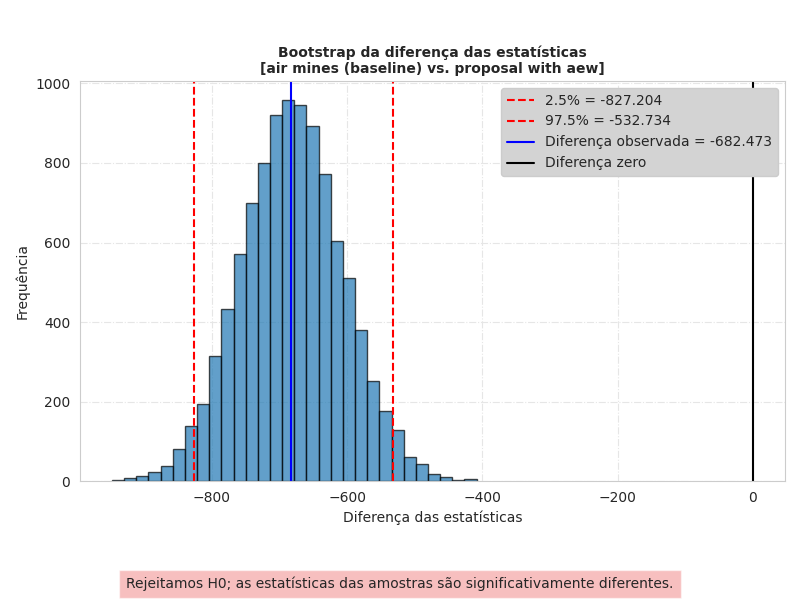 Bootstrap da diferença das estatísticas
[air mines (baseline) vs. proposal with aew]
1000
800
600
400
200
0
Frequência
2.5% = -827.204
97.5% = -532.734
Diferença observada = -682.473
Diferença zero
−800
−600
−400
−200
0
Diferença das estatísticas
Rejeitamos H0; as estatísticas das amostras são significativamente diferentes.